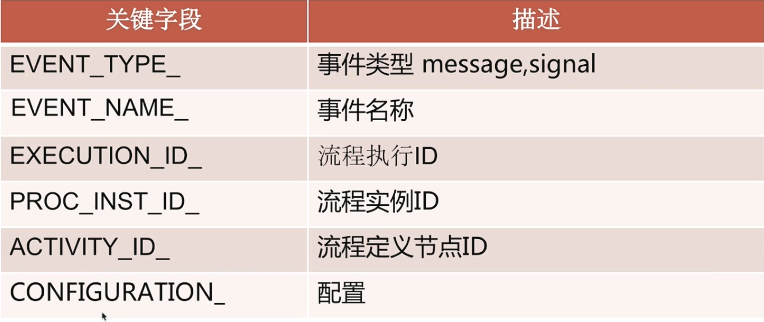 关键字段 描述
EVENT_TYPE_ 事件类型 message,signal
EVENT_NAME_ 事件名称
EXECUTION_ID_ 流程执行ID
PROC_INST_ID_ 流程实例ID
ACTIVITY_ID_ 流程定义节点ID
CONFIGURATION_ 配置